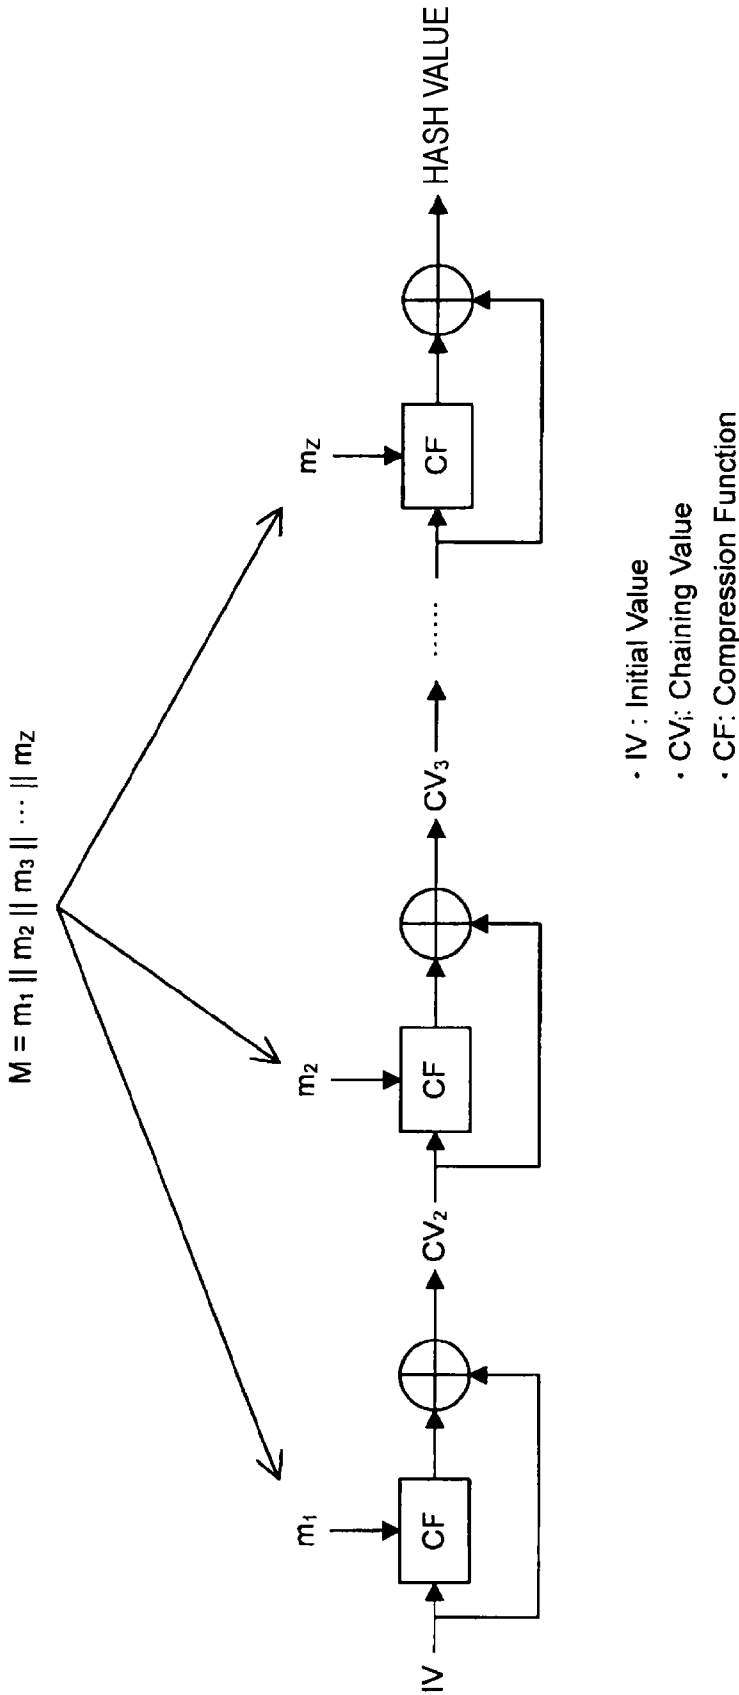 M = m₁ || m₂ || m₃ || ··· || m_Z
m₁
m₂
m_Z
IV
CF
CV₂
CF
CV₃
······
CF
HASH VALUE
· IV : Initial Value
· CVᵢ: Chaining Value
· CF: Compression Function